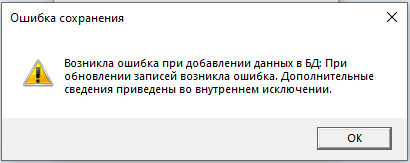 Ошибка сохранения
Возникла ошибка при добавлении данных в БД: При
обновлении записей возникла ошибка. Дополнительные
сведения приведены во внутреннем исключении.
OK